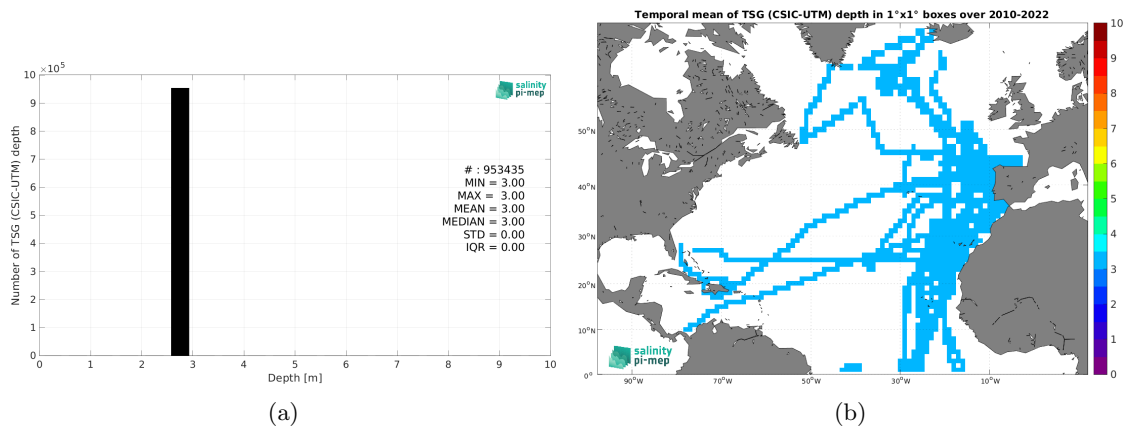 ×10^5
10
9
8
7
6
5
4
3
2
1
0
Number of TSG (CSIC-UTM) depth
salinity
pi-mep
# : 953435
MIN = 3.00
MAX = 3.00
MEAN = 3.00
MEDIAN = 3.00
STD = 0.00
IQR = 0.00
0 1 2 3 4 5 6 7 8 9 10
Depth [m]
(a)
Temporal mean of TSG (CSIC-UTM) depth in 1°x1° boxes over 2010-2022
50°N
40°N
30°N
20°N
10°N
0°
90°W 70°W 50°W 30°W 10°W
salinity
pi-mep
10
9
8
7
6
5
4
3
2
1
0
(b)